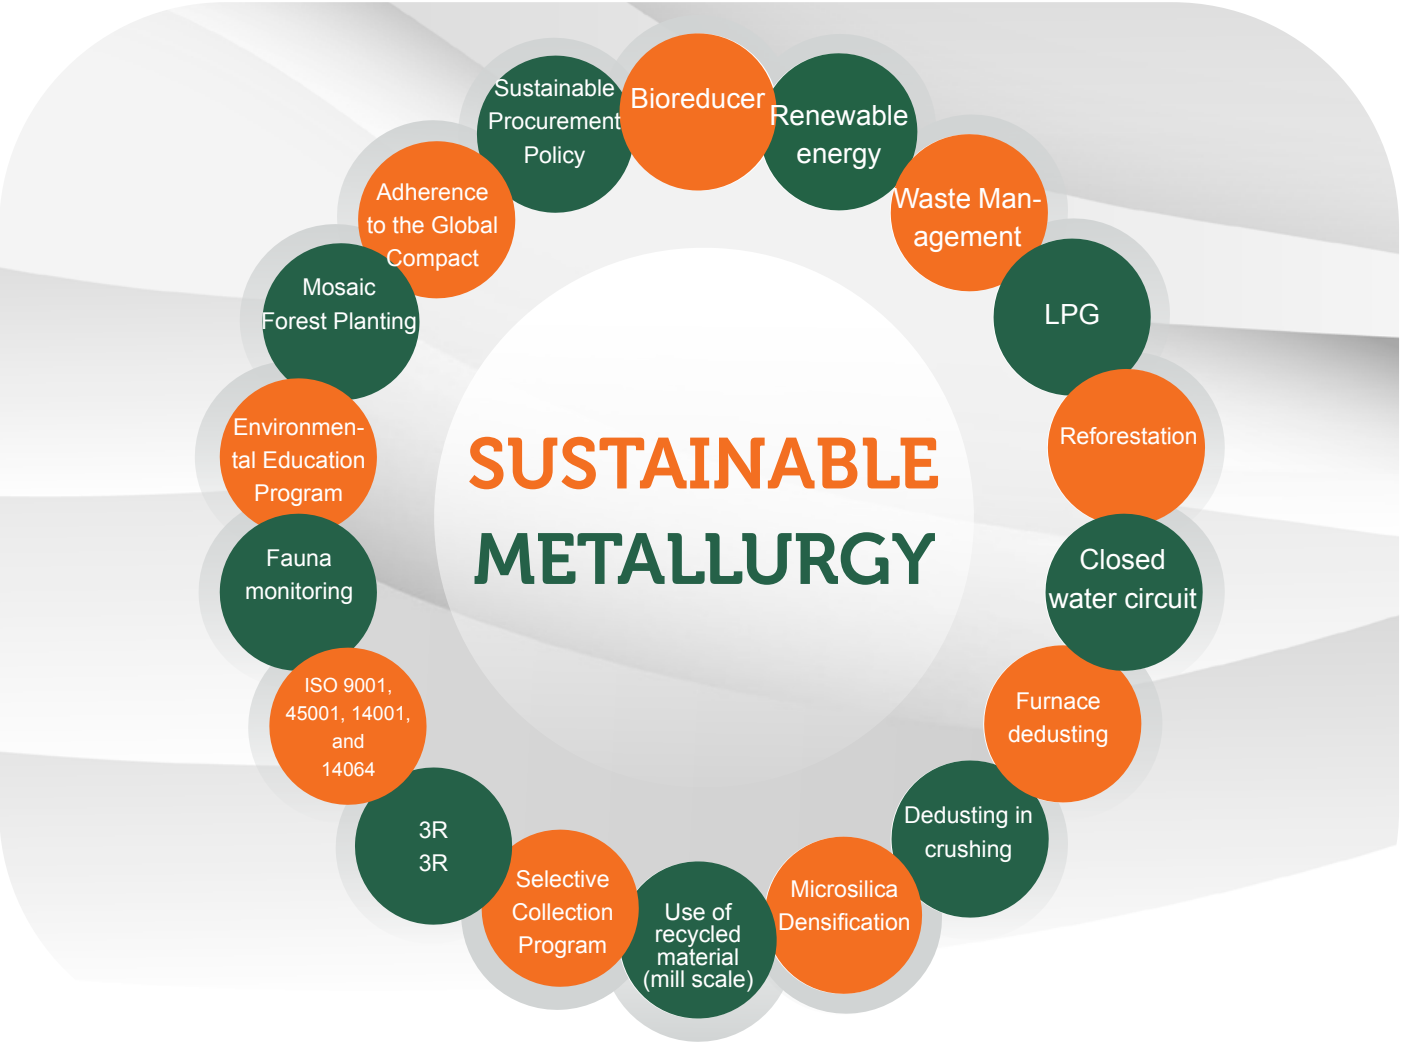 SUSTAINABLE
METALLURGY
Bioreducer
Renewable
energy
Waste Man-
agement
LPG
Reforestation
Closed
water circuit
Furnace
dedusting
Dedusting in
crushing
Microsilica
Densification
Use of
recycled
material
(mill scale)
Selective
Collection
Program
3R
3R
ISO 9001,
45001, 14001,
and
14064
Fauna
monitoring
Environmen-
tal Education
Program
Mosaic
Forest Planting
Adherence
to the Global
Compact
Sustainable
Procurement
Policy